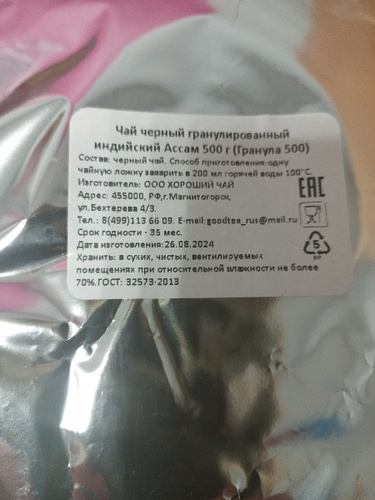 Чай черный гранулированный
индийский Ассам 500 г (Гранула 500)
Состав: черный чай. Способ приготовления: одну
чайную ложку заварить в 200 мл горячей воды 100°С.
Изготовитель: ООО ХОРОШИЙ ЧАЙ
Адрес: 455000, РФ,г.Магнитогорск,
ул.Бехтерева 4/3.
Тел.: 8(499)113 66 09. E-mail:goodtea_rus@mail.ru
Срок годности - 35 мес.
Дата изготовления:26.08.2024
Хранить: в сухих, чистых, вентилируемых
помещениях при относительной влажности не более
70%.ГОСТ: 32573-2013
EAC
5
PP